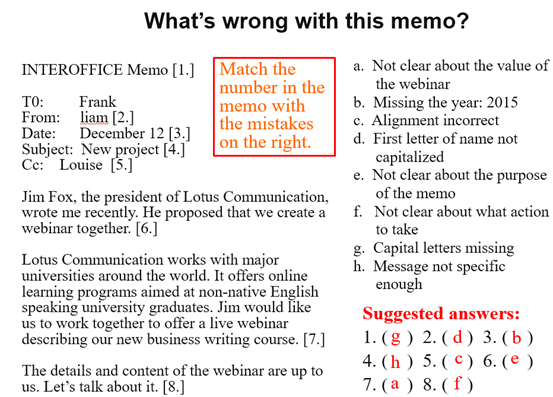 What's wrong with this memo?
INTEROFFICE Memo [1.]
T0: Frank
From: liam [2.]
Date: December 12 [3.]
Subject: New project [4.]
Cc: Louise [5.]
Jim Fox, the president of Lotus Communication,
wrote me recently. He proposed that we create a
webinar together. [6.]
Lotus Communication works with major
universities around the world. It offers online
learning programs aimed at non-native English
speaking university graduates. Jim would like
us to work together to offer a live webinar
describing our new business writing course. [7.]
The details and content of the webinar are up to
us. Let's talk about it. [8.]
Match the
number in the
memo with
the mistakes
on the right.
a. Not clear about the value of
the webinar
b. Missing the year: 2015
c. Alignment incorrect
d. First letter of name not
capitalized
e. Not clear about the purpose
of the memo
f. Not clear about what action
to take
g. Capital letters missing
h. Message not specific
enough
Suggested answers:
1. ( g ) 2. ( d ) 3. ( b )
4. ( h ) 5. ( c ) 6. ( e )
7. ( a ) 8. ( f )